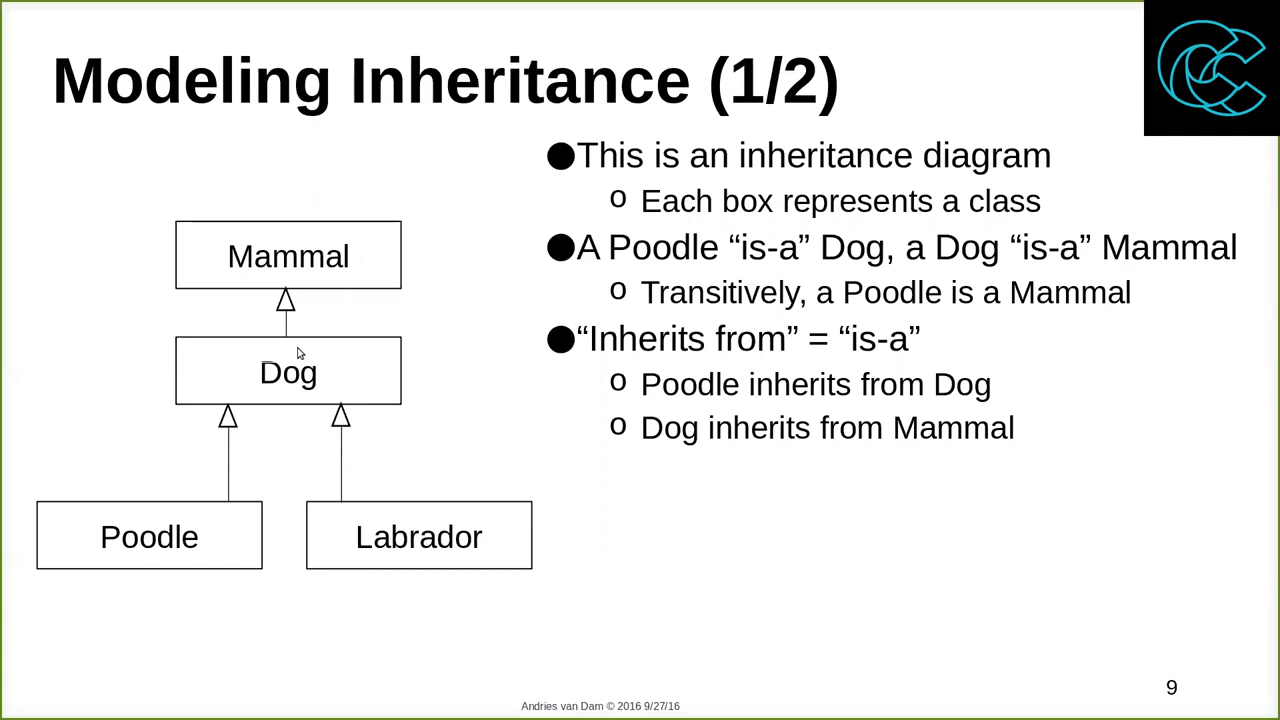 Modeling Inheritance (1/2)
Mammal
Dog
Poodle
Labrador
●This is an inheritance diagram
o Each box represents a class
●A Poodle “is-a” Dog, a Dog “is-a” Mammal
o Transitively, a Poodle is a Mammal
●“Inherits from” = “is-a”
o Poodle inherits from Dog
o Dog inherits from Mammal
Andries van Dam © 2016 9/27/16
9